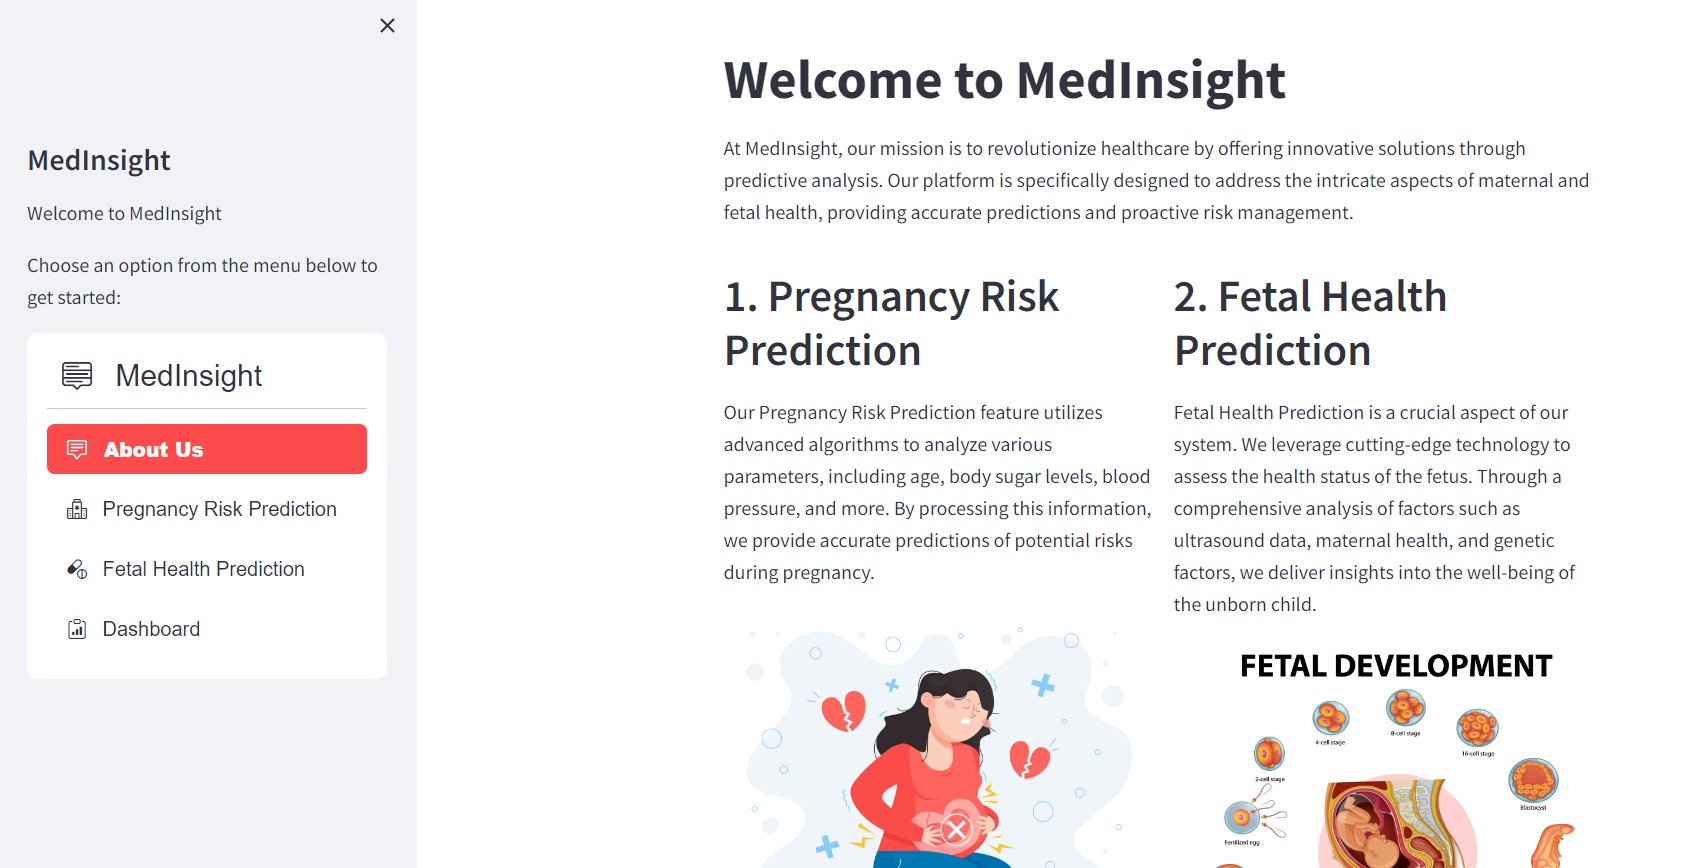 MedInsight
Welcome to MedInsight
Choose an option from the menu below to
get started:
MedInsight
About Us
Pregnancy Risk Prediction
Fetal Health Prediction
Dashboard
Welcome to MedInsight
At MedInsight, our mission is to revolutionize healthcare by offering innovative solutions through
predictive analysis. Our platform is specifically designed to address the intricate aspects of maternal and
fetal health, providing accurate predictions and proactive risk management.
1. Pregnancy Risk
Prediction
Our Pregnancy Risk Prediction feature utilizes
advanced algorithms to analyze various
parameters, including age, body sugar levels, blood
pressure, and more. By processing this information,
we provide accurate predictions of potential risks
during pregnancy.
2. Fetal Health
Prediction
Fetal Health Prediction is a crucial aspect of our
system. We leverage cutting-edge technology to
assess the health status of the fetus. Through a
comprehensive analysis of factors such as
ultrasound data, maternal health, and genetic
factors, we deliver insights into the well-being of
the unborn child.
FETAL DEVELOPMENT
4-cell stage
8-cell stage
16-cell stage
2-cell stage
Blastocyst
Fertilized egg